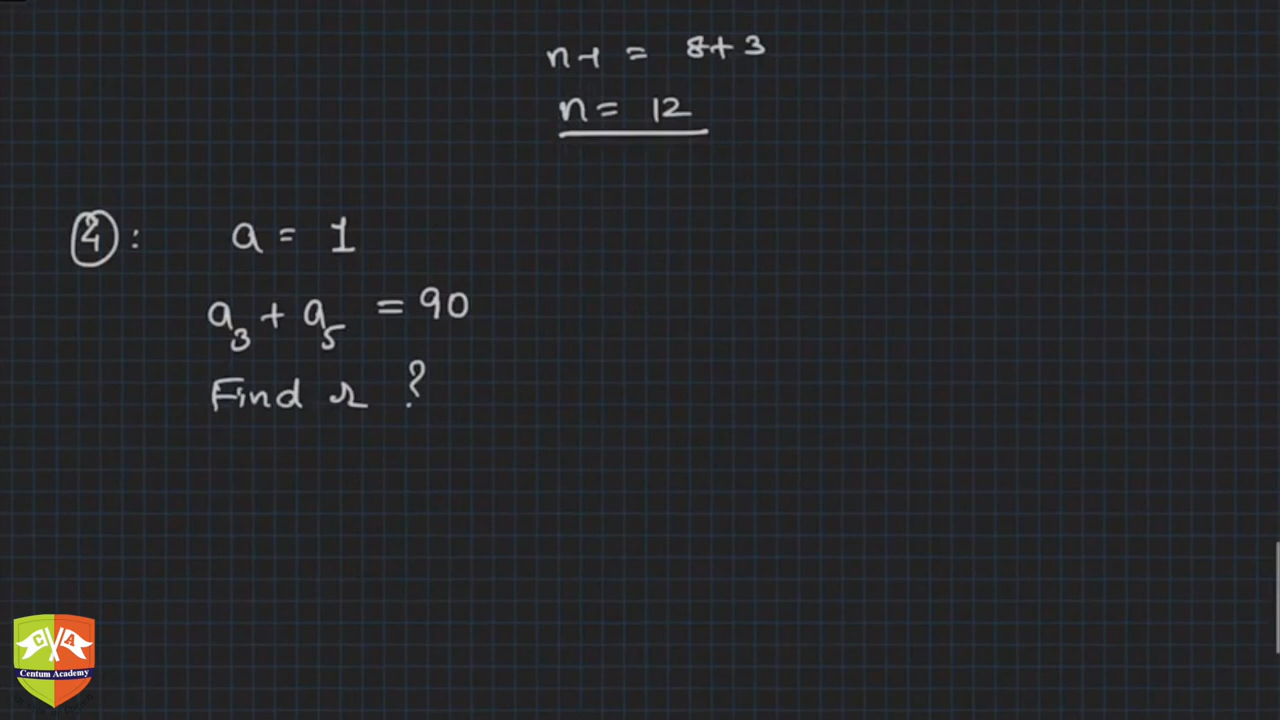 n-1 = 8+3
n = 12
4: a = 1
a₃ + a₅ = 90
Find r ?
C A
Centum Academy